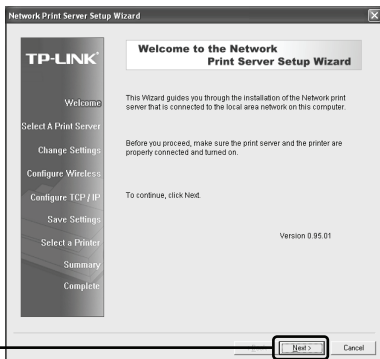 Network Print Server Setup Wizard
TP-LINK
Welcome
Select A Print Server
Change Settings
Configure Wireless
Configure TCP / IP
Save Settings
Select a Printer
Summary
Complete
Welcome to the Network
Print Server Setup Wizard
This Wizard guides you through the installation of the Network print
server that is connected to the local area network on this computer.
Before you proceed, make sure the print server and the printer are
properly connected and turned on.
To continue, click Next.
Version 0.95.01
Next >
Cancel